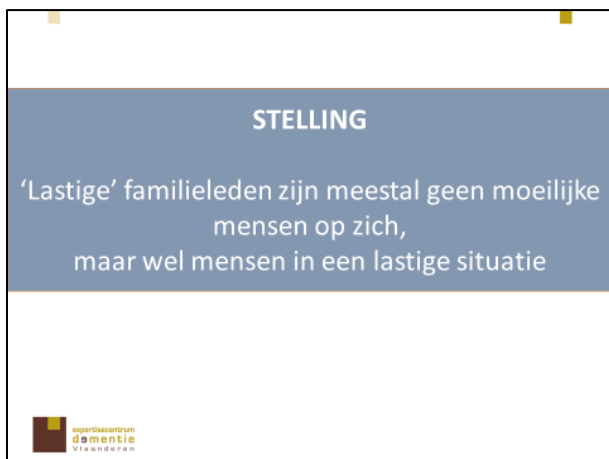 STELLING
‘Lastige’ familieleden zijn meestal geen moeilijke
mensen op zich,
maar wel mensen in een lastige situatie
expertisecentrum
dementie
Vlaanderen